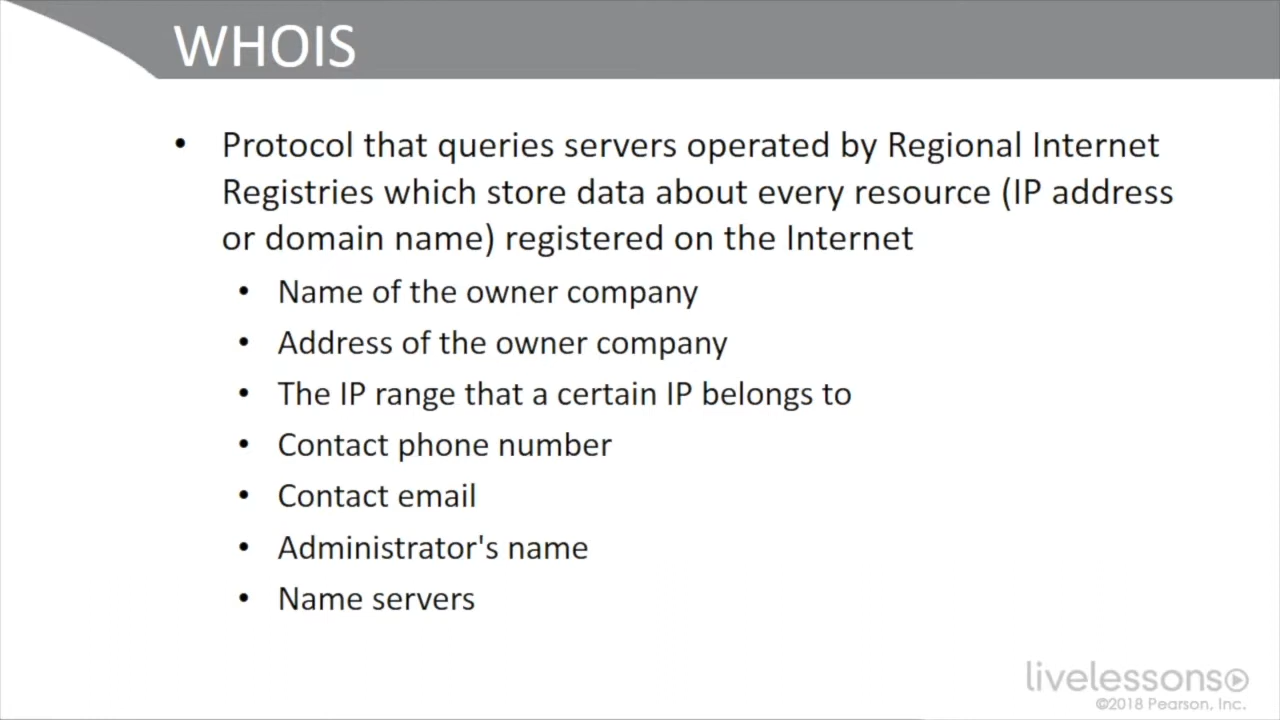 WHOIS
• Protocol that queries servers operated by Regional Internet
Registries which store data about every resource (IP address
or domain name) registered on the Internet
• Name of the owner company
• Address of the owner company
• The IP range that a certain IP belongs to
• Contact phone number
• Contact email
• Administrator's name
• Name servers
livelessons
©2018 Pearson, Inc.